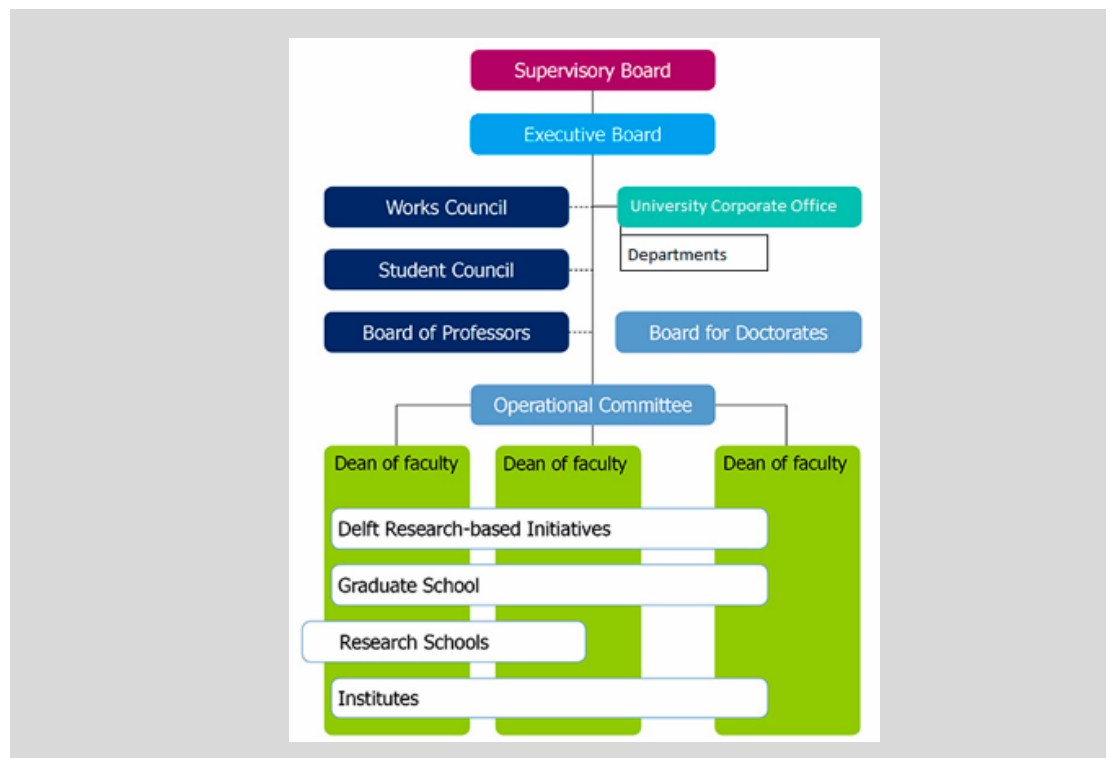 Supervisory Board
Executive Board
Works Council
University Corporate Office
Departments
Student Council
Board of Professors
Board for Doctorates
Operational Committee
Dean of faculty
Dean of faculty
Dean of faculty
Delft Research-based Initiatives
Graduate School
Research Schools
Institutes